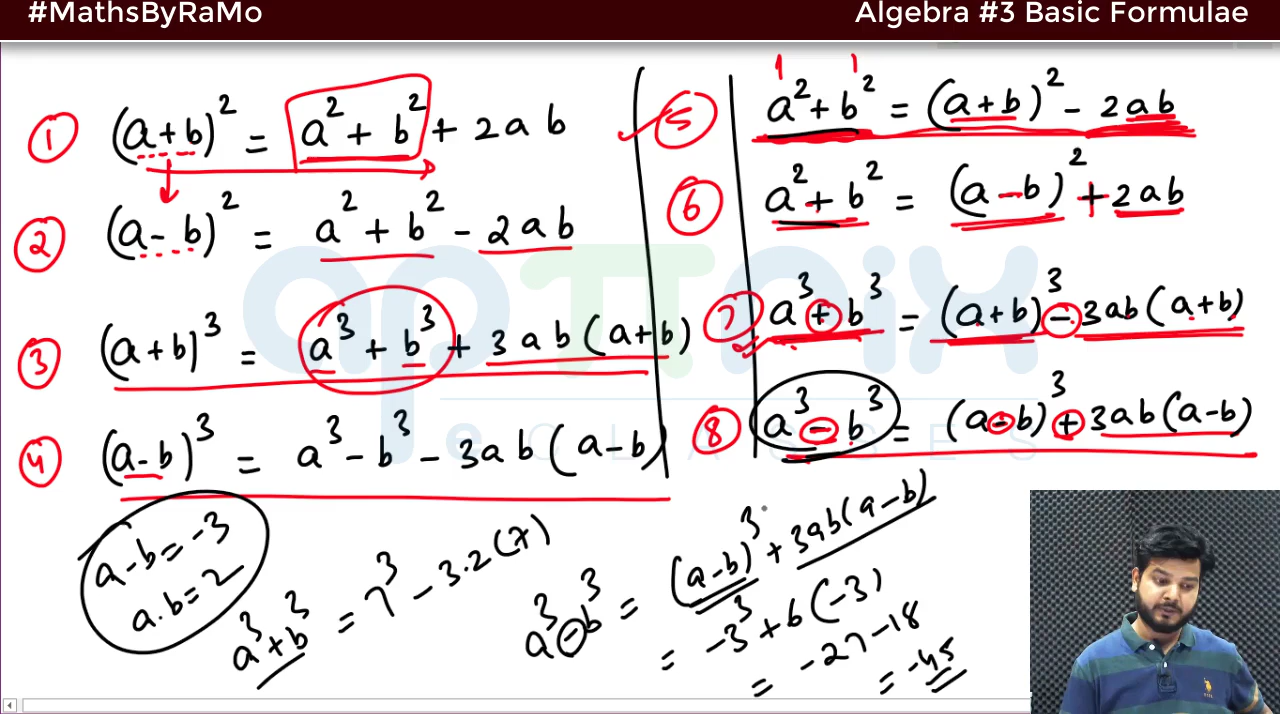 #MathsByRaMo
Algebra #3 Basic Formulae
① (a+b)² = a² + b² + 2ab
② (a-b)² = a² + b² - 2ab
③ (a+b)³ = a³ + b³ + 3ab(a+b)
④ (a-b)³ = a³ - b³ - 3ab(a-b)
⑤ a² + b² = (a+b)² - 2ab
⑥ a² + b² = (a-b)² + 2ab
⑦ a³ + b³ = (a+b)³ - 3ab(a+b)
⑧ a³ - b³ = (a-b)³ + 3ab(a-b)
a-b = -3
a.b = 2
a³+b³ = 7³ - 3.2(7)
a³-b³ = (a-b)³ + 3ab(a-b)
= -3³ + 6(-3)
= -27-18
= -45